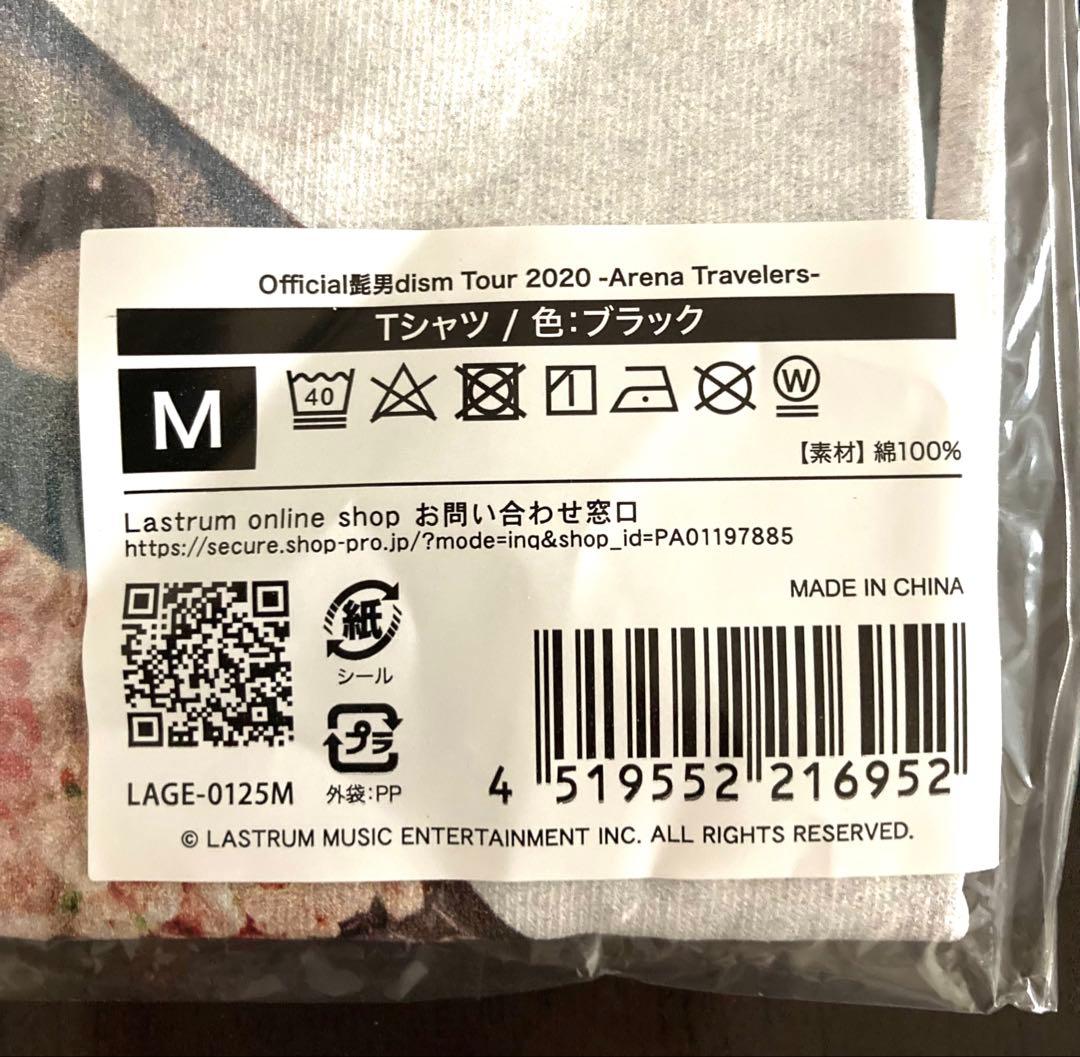 Official髭男dism Tour 2020 -Arena Travelers-
Tシャツ / 色：ブラック
M
40
W
【素材】綿100%
Lastrum online shop お問い合わせ窓口
https://secure.shop-pro.jp/?mode=inq&shop_id=PA01197885
MADE IN CHINA
紙
シール
プラ
外袋：PP
LAGE-0125M
4 519552 216952
© LASTRUM MUSIC ENTERTAINMENT INC. ALL RIGHTS RESERVED.